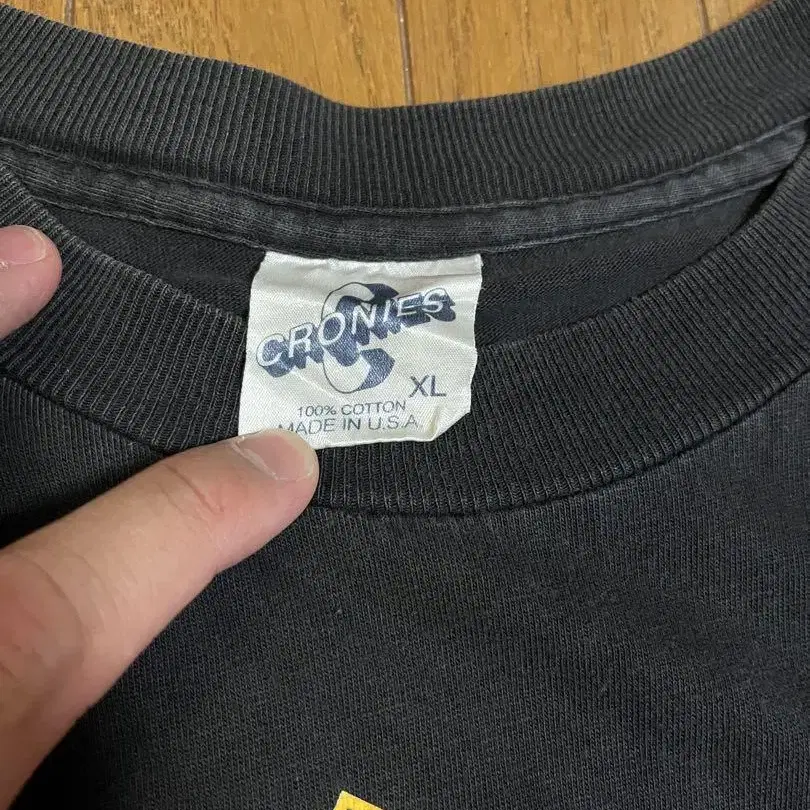 CRONIES
C
XL
100% COTTON
MADE IN U.S.A.